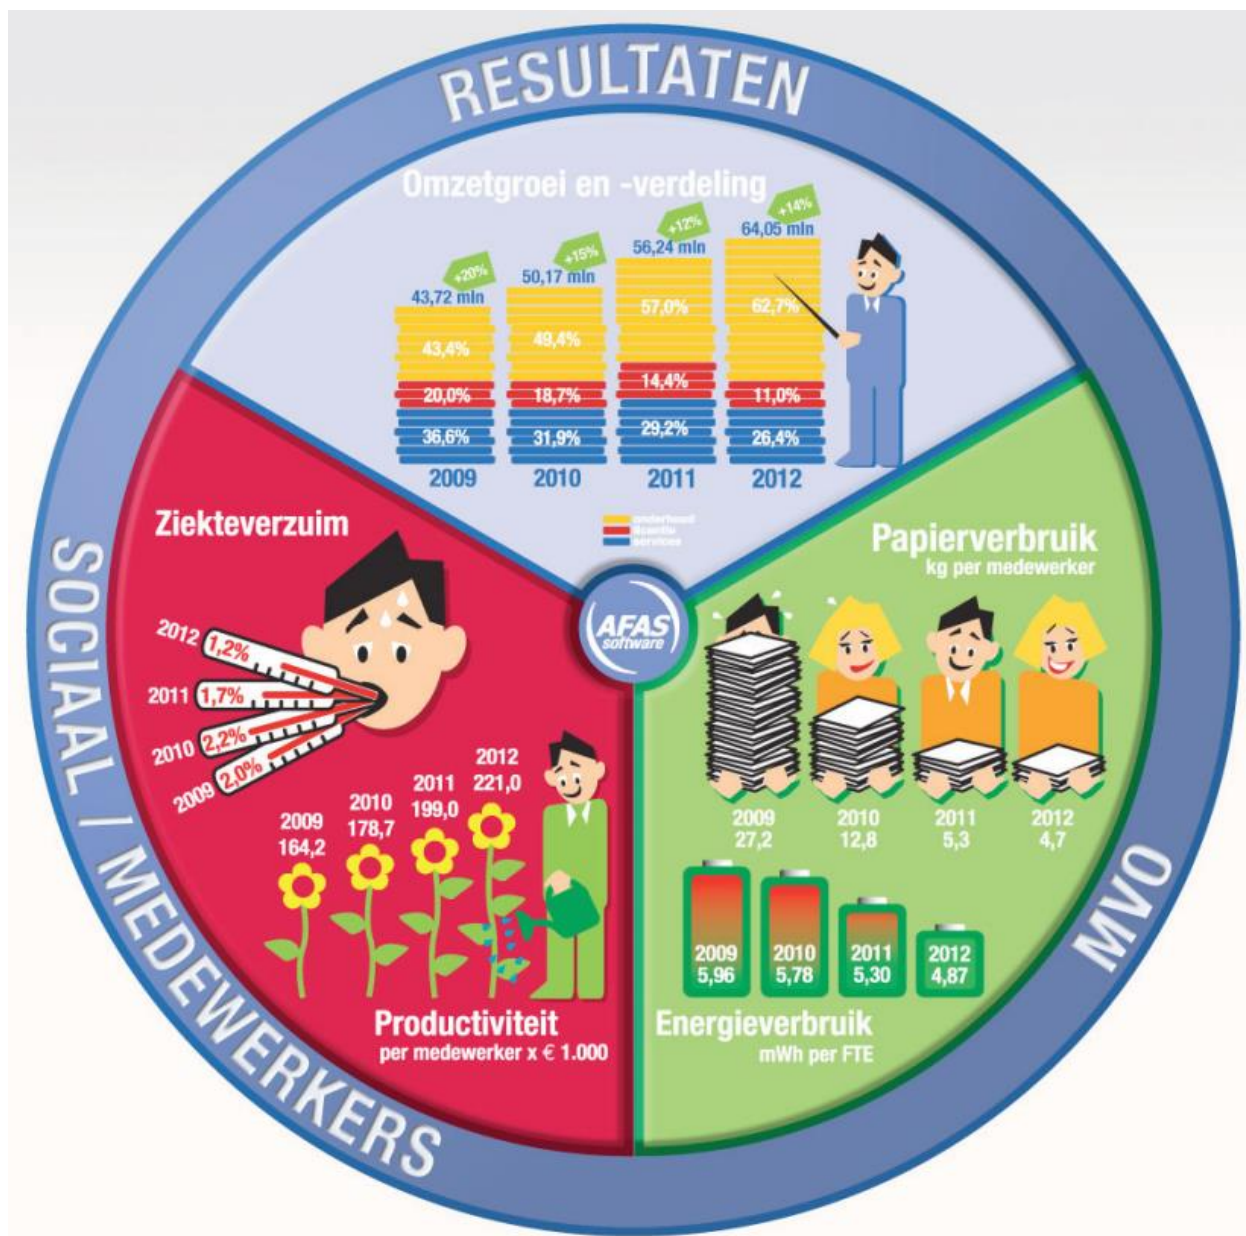 RESULTATEN
Omzetgroei en -verdeling
+20%
43,72 mln
43,4%
20,0%
36,6%
2009
+15%
50,17 mln
49,4%
18,7%
31,9%
2010
+12%
56,24 mln
57,0%
14,4%
29,2%
2011
+14%
64,05 mln
62,7%
11,0%
26,4%
2012
onderhoud
licentie
services
AFAS
software
SOCIAAL / MEDEWERKERS
Ziekteverzuim
2012 1,2%
2011 1,7%
2010 2,2%
2009 2,0%
2009
164,2
2010
178,7
2011
199,0
2012
221,0
Productiviteit
per medewerker x € 1.000
MVO
Papierverbruik
kg per medewerker
2009
27,2
2010
12,8
2011
5,3
2012
4,7
2009
5,96
2010
5,78
2011
5,30
2012
4,87
Energieverbruik
mWh per FTE